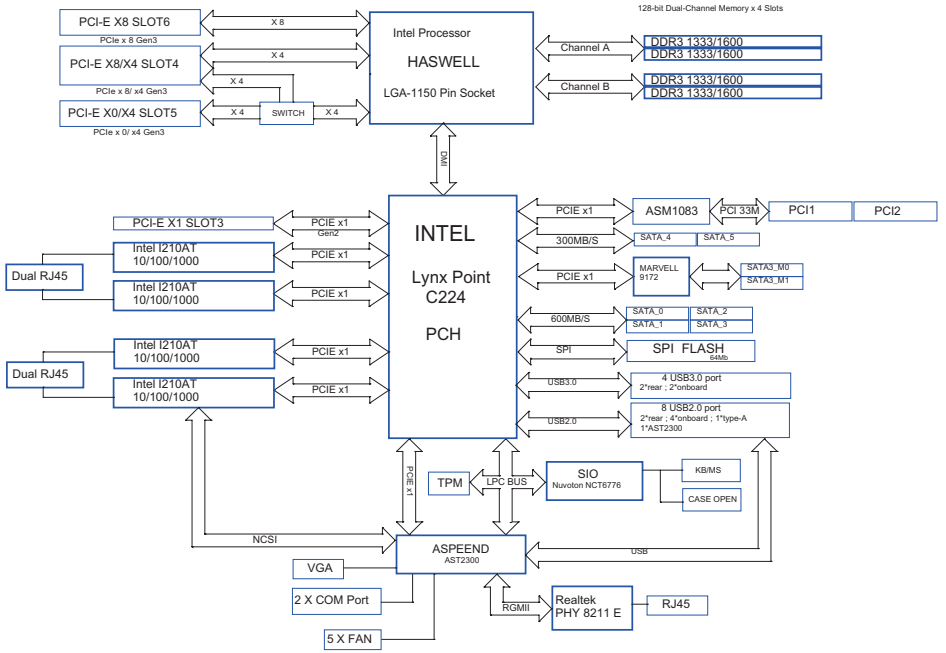 128-bit Dual-Channel Memory x 4 Slots
PCI-E X8 SLOT6
PCIe x 8 Gen3
X 8
PCI-E X8/X4 SLOT4
PCIe x 8/ x4 Gen3
X 4
X 4
PCI-E X0/X4 SLOT5
PCIe x 0/ x4 Gen3
X 4
SWITCH
X 4
Intel Processor
HASWELL
LGA-1150 Pin Socket
Channel A
DDR3 1333/1600
DDR3 1333/1600
Channel B
DDR3 1333/1600
DDR3 1333/1600
DMI
INTEL
Lynx Point
C224
PCH
PCI-E X1 SLOT3
PCIE x1
Gen2
Dual RJ45
Intel I210AT
10/100/1000
PCIE x1
Intel I210AT
10/100/1000
PCIE x1
Dual RJ45
Intel I210AT
10/100/1000
PCIE x1
Intel I210AT
10/100/1000
PCIE x1
PCIE x1
ASM1083
PCI 33M
PCI1
PCI2
300MB/S
SATA_4
SATA_5
PCIE x1
MARVELL
9172
SATA3_M0
SATA3_M1
600MB/S
SATA_0
SATA_2
SATA_1
SATA_3
SPI
SPI FLASH
64Mb
USB3.0
4 USB3.0 port
2*rear ; 2*onboard
USB2.0
8 USB2.0 port
2*rear ; 4*onboard ; 1*type-A
1*AST2300
PCIE x1
TPM
LPC BUS
SIO
Nuvoton NCT6776
KB/MS
CASE OPEN
NCSI
ASPEEND
AST2300
USB
VGA
2 X COM Port
5 X FAN
RGMII
Realtek
PHY 8211 E
RJ45